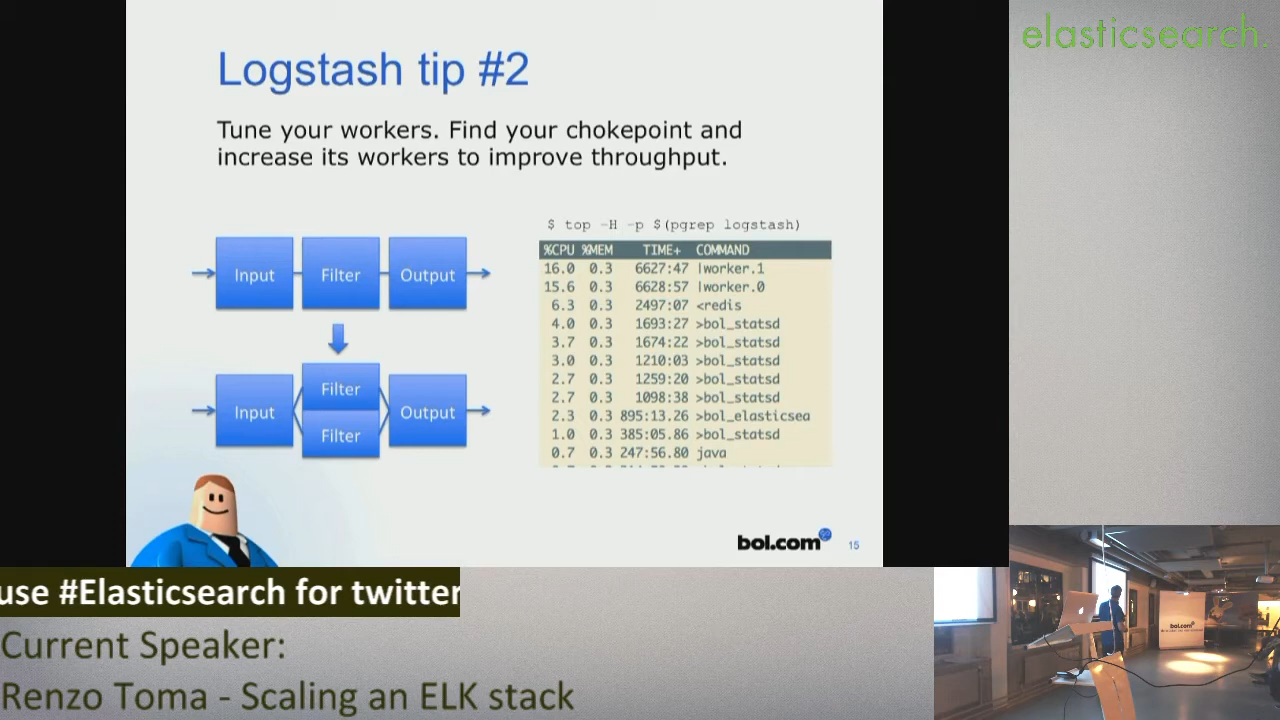 elasticsearch.
Logstash tip #2
Tune your workers. Find your chokepoint and
increase its workers to improve throughput.
Input
Filter
Output
Input
Filter
Filter
Output
$ top -H -p $(pgrep logstash)
%CPU %MEM TIME+ COMMAND
16.0 0.3 6627:47 |worker.1
15.6 0.3 6628:57 |worker.0
6.3 0.3 2497:07 <redis
4.0 0.3 1693:27 >bol_statsd
3.7 0.3 1674:22 >bol_statsd
3.0 0.3 1210:03 >bol_statsd
2.7 0.3 1259:20 >bol_statsd
2.7 0.3 1098:38 >bol_statsd
2.3 0.3 895:13.26 >bol_elasticsea
1.0 0.3 385:05.86 >bol_statsd
0.7 0.3 247:56.80 java
bol.com
15
use #Elasticsearch for twitter
Current Speaker:
Renzo Toma - Scaling an ELK stack
bol.com